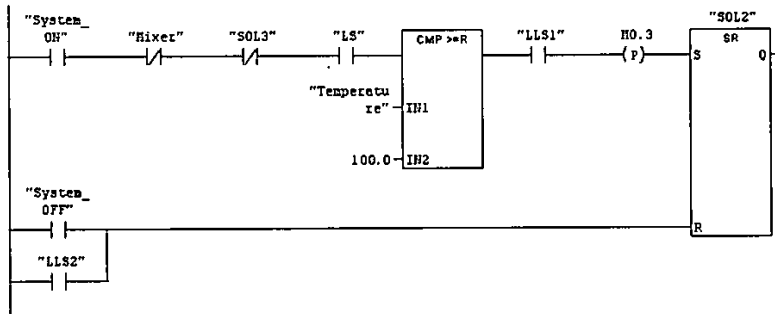 "System_
ON"
"Mixer"
"SOL3"
"LS"
CMP >=R
"LLS1"
M0.3
"SOL2"
SR
P
S
Q
"Temperatu
re"
IN1
100.0
IN2
"System_
OFF"
R
"LLS2"